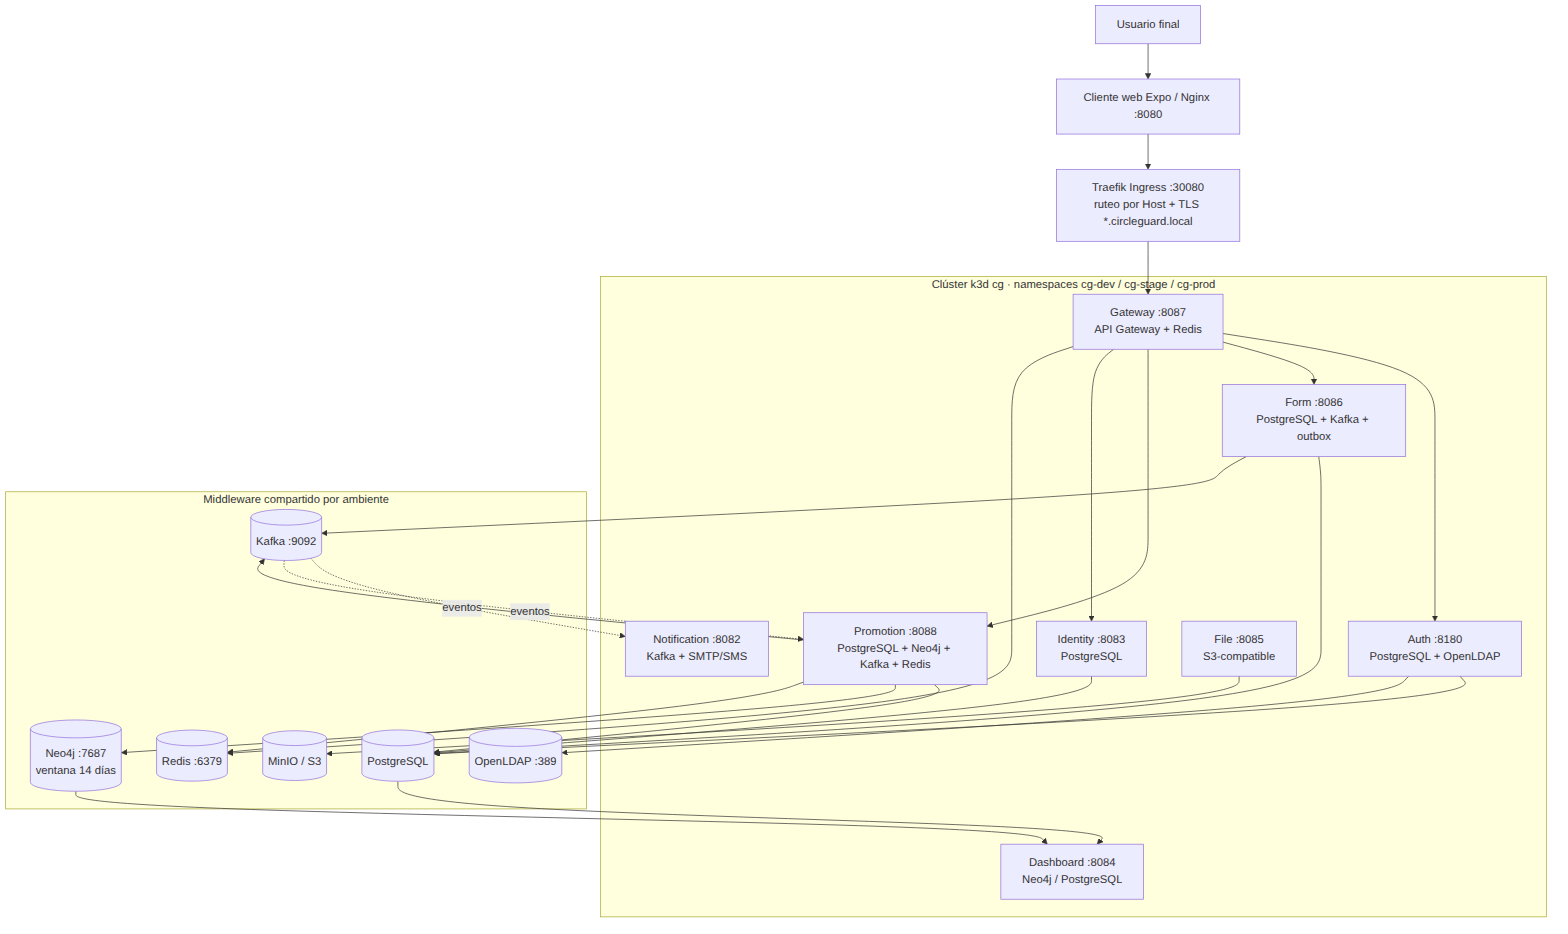 Usuario final
Cliente web Expo / Nginx
:8080
Traefik Ingress :30080
ruteo por Host + TLS
*.circleguard.local
Clúster k3d cg · namespaces cg-dev / cg-stage / cg-prod
Gateway :8087
API Gateway + Redis
Form :8086
PostgreSQL + Kafka +
outbox
Middleware compartido por ambiente
Kafka :9092
eventos
eventos
Notification :8082
Kafka + SMTP/SMS
Promotion :8088
PostgreSQL + Neo4j +
Kafka + Redis
Identity :8083
PostgreSQL
File :8085
S3-compatible
Auth :8180
PostgreSQL + OpenLDAP
Neo4j :7687
ventana 14 días
Redis :6379
MinIO / S3
PostgreSQL
OpenLDAP :389
Dashboard :8084
Neo4j / PostgreSQL